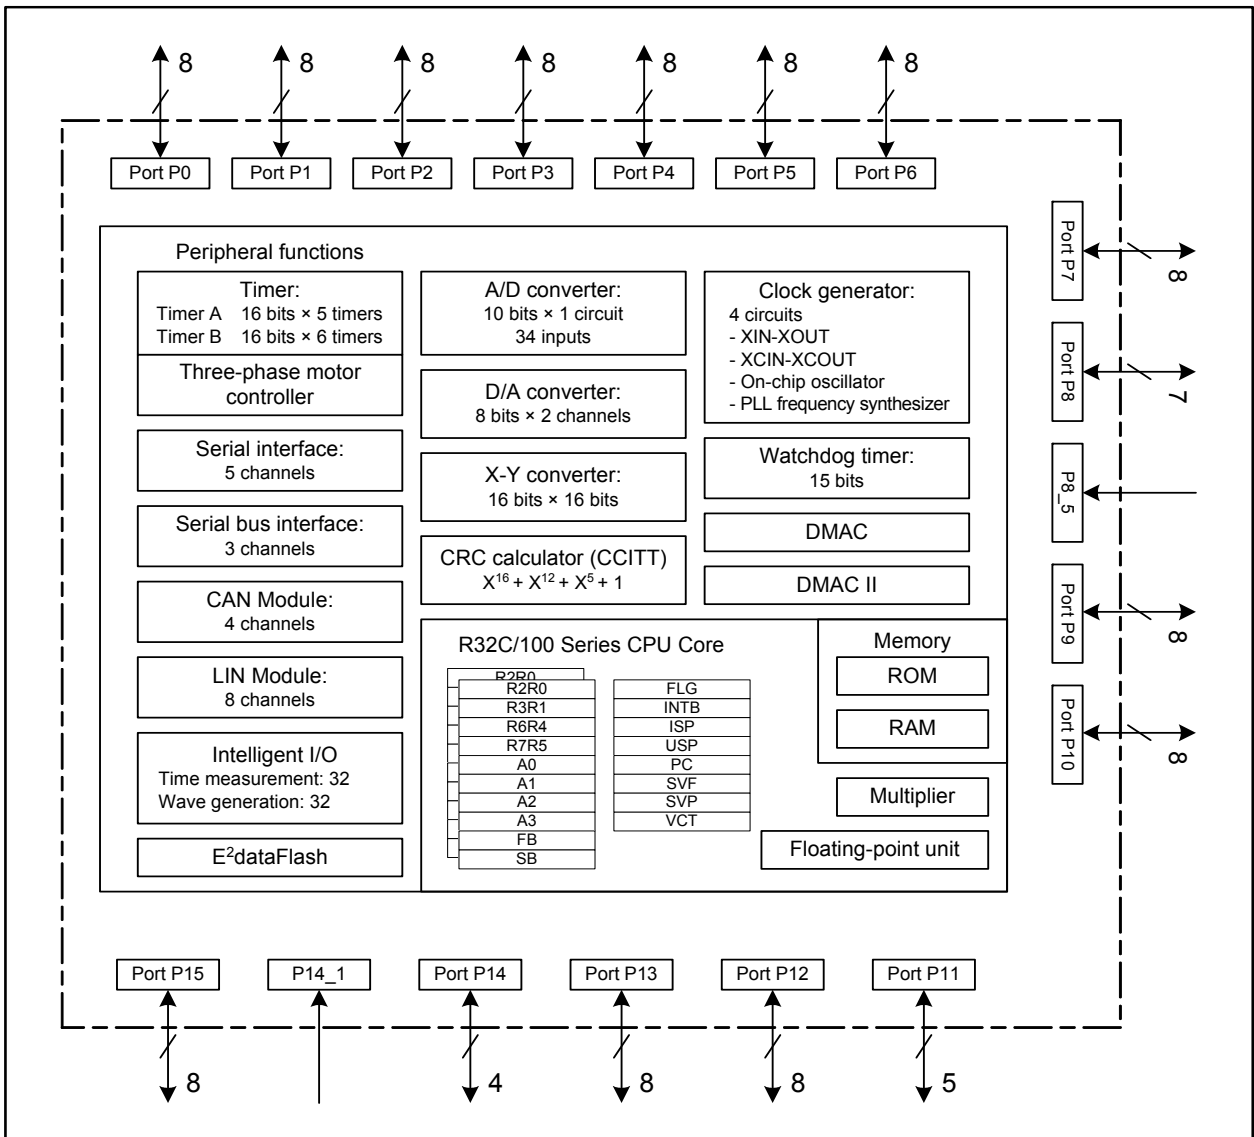 8 8 8 8 8 8 8
Port P0 Port P1 Port P2 Port P3 Port P4 Port P5 Port P6
Peripheral functions
Timer:
Timer A 16 bits × 5 timers
Timer B 16 bits × 6 timers
Three-phase motor
controller
Serial interface:
5 channels
Serial bus interface:
3 channels
CAN Module:
4 channels
LIN Module:
8 channels
Intelligent I/O
Time measurement: 32
Wave generation: 32
E²dataFlash
A/D converter:
10 bits × 1 circuit
34 inputs
D/A converter:
8 bits × 2 channels
X-Y converter:
16 bits × 16 bits
CRC calculator (CCITT)
X¹⁶ + X¹² + X⁵ + 1
Clock generator:
4 circuits
- XIN-XOUT
- XCIN-XCOUT
- On-chip oscillator
- PLL frequency synthesizer
Watchdog timer:
15 bits
DMAC
DMAC II
R32C/100 Series CPU Core
R2R0
R2R0
R3R1
R6R4
R7R5
A0
A1
A2
A3
FB
SB
FLG
INTB
ISP
USP
PC
SVF
SVP
VCT
Memory
ROM
RAM
Multiplier
Floating-point unit
Port P7
8
Port P8
7
P8_5
Port P9
8
Port P10
8
Port P15 P14_1 Port P14 Port P13 Port P12 Port P11
8 4 8 8 5